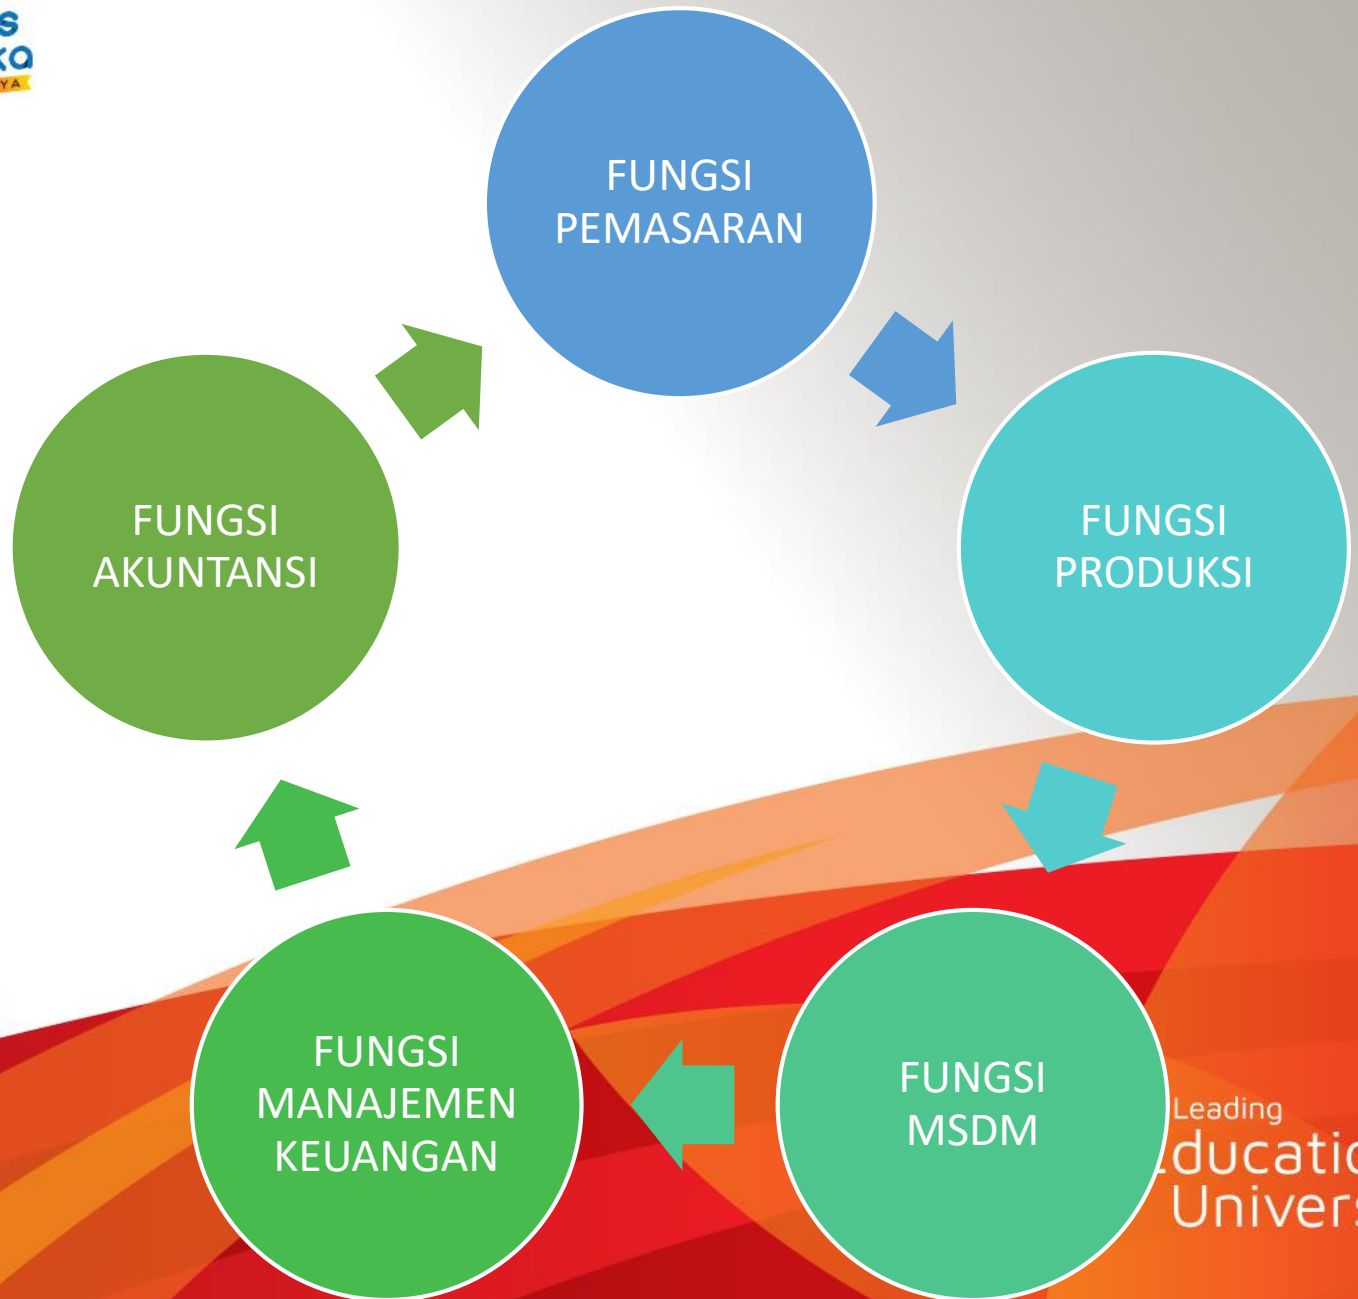 FUNGSI
PEMASARAN
FUNGSI
PRODUKSI
FUNGSI
MSDM
FUNGSI
MANAJEMEN
KEUANGAN
FUNGSI
AKUNTANSI
Leading